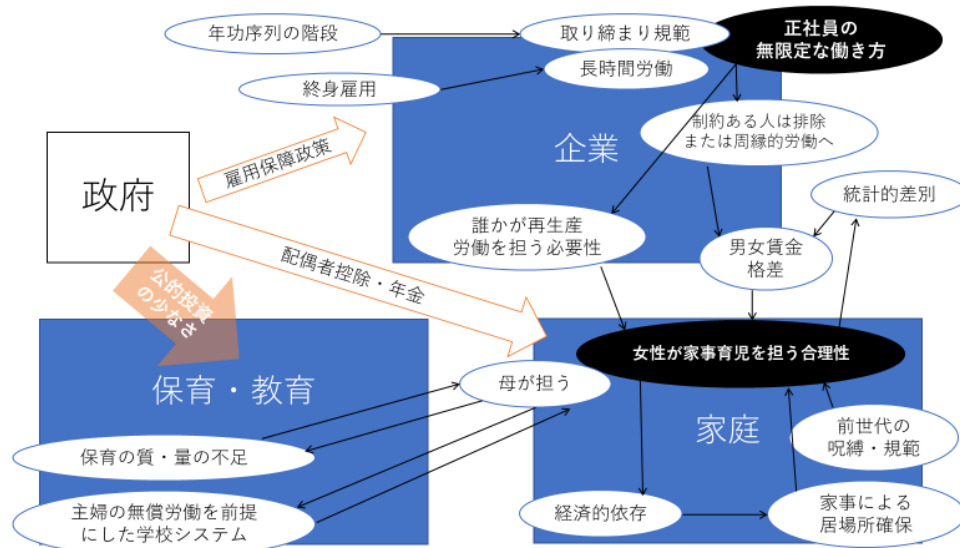 年功序列の階段
取り締まり規範
正社員の
無限定な働き方
終身雇用
長時間労働
企業
制約ある人は排除
または周縁的労働へ
雇用保障政策
政府
統計的差別
誰かが再生産
労働を担う必要性
男女賃金
格差
配偶者控除・年金
公的投資
の少なさ
女性が家事育児を担う合理性
保育・教育
母が担う
家庭
前世代の
呪縛・規範
保育の質・量の不足
主婦の無償労働を前提
にした学校システム
経済的依存
家事による
居場所確保